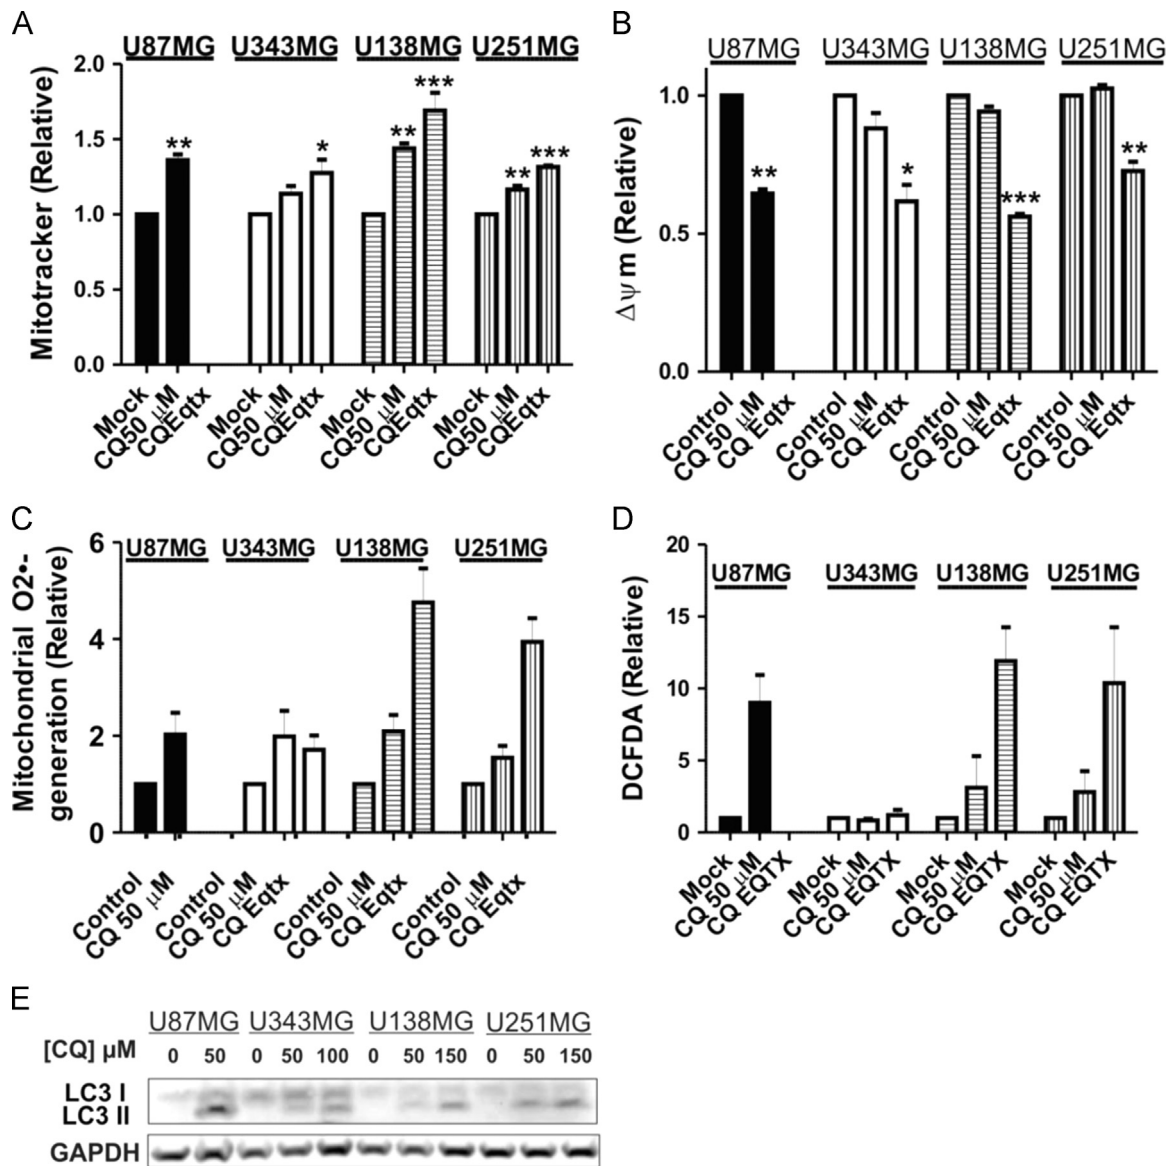 A
U87MG U343MG U138MG U251MG
Mitotracker (Relative)
2.0
1.5
1.0
0.5
0.0
** * ** *** ** ***
Mock CQ50 μM CQEqtx Mock CQ50 μM CQEqtx Mock CQ50 μM CQEqtx Mock CQ50 μM CQEqtx
B
U87MG U343MG U138MG U251MG
Δψm (Relative)
1.0
0.5
0.0
** * *** **
Control CQ 50 μM CQ Eqtx Control CQ 50 μM CQ Eqtx Control CQ 50 μM CQ Eqtx Control CQ 50 μM CQ Eqtx
C
U87MG U343MG U138MG U251MG
Mitochondrial O2•-
generation (Relative)
6
4
2
0
Control CQ 50 μM Control CQ 50 μM CQ Eqtx Control CQ 50 μM CQ Eqtx Control CQ 50 μM CQ Eqtx
D
U87MG U343MG U138MG U251MG
DCFDA (Relative)
20
15
10
5
0
Mock CQ 50 μM CQ EQTX Mock CQ 50 μM CQ EQTX Mock CQ 50 μM CQ EQTX Mock CQ 50 μM CQ EQTX
E
U87MG U343MG U138MG U251MG
[CQ] µM 0 50 0 50 100 0 50 150 0 50 150
LC3 I
LC3 II
GAPDH